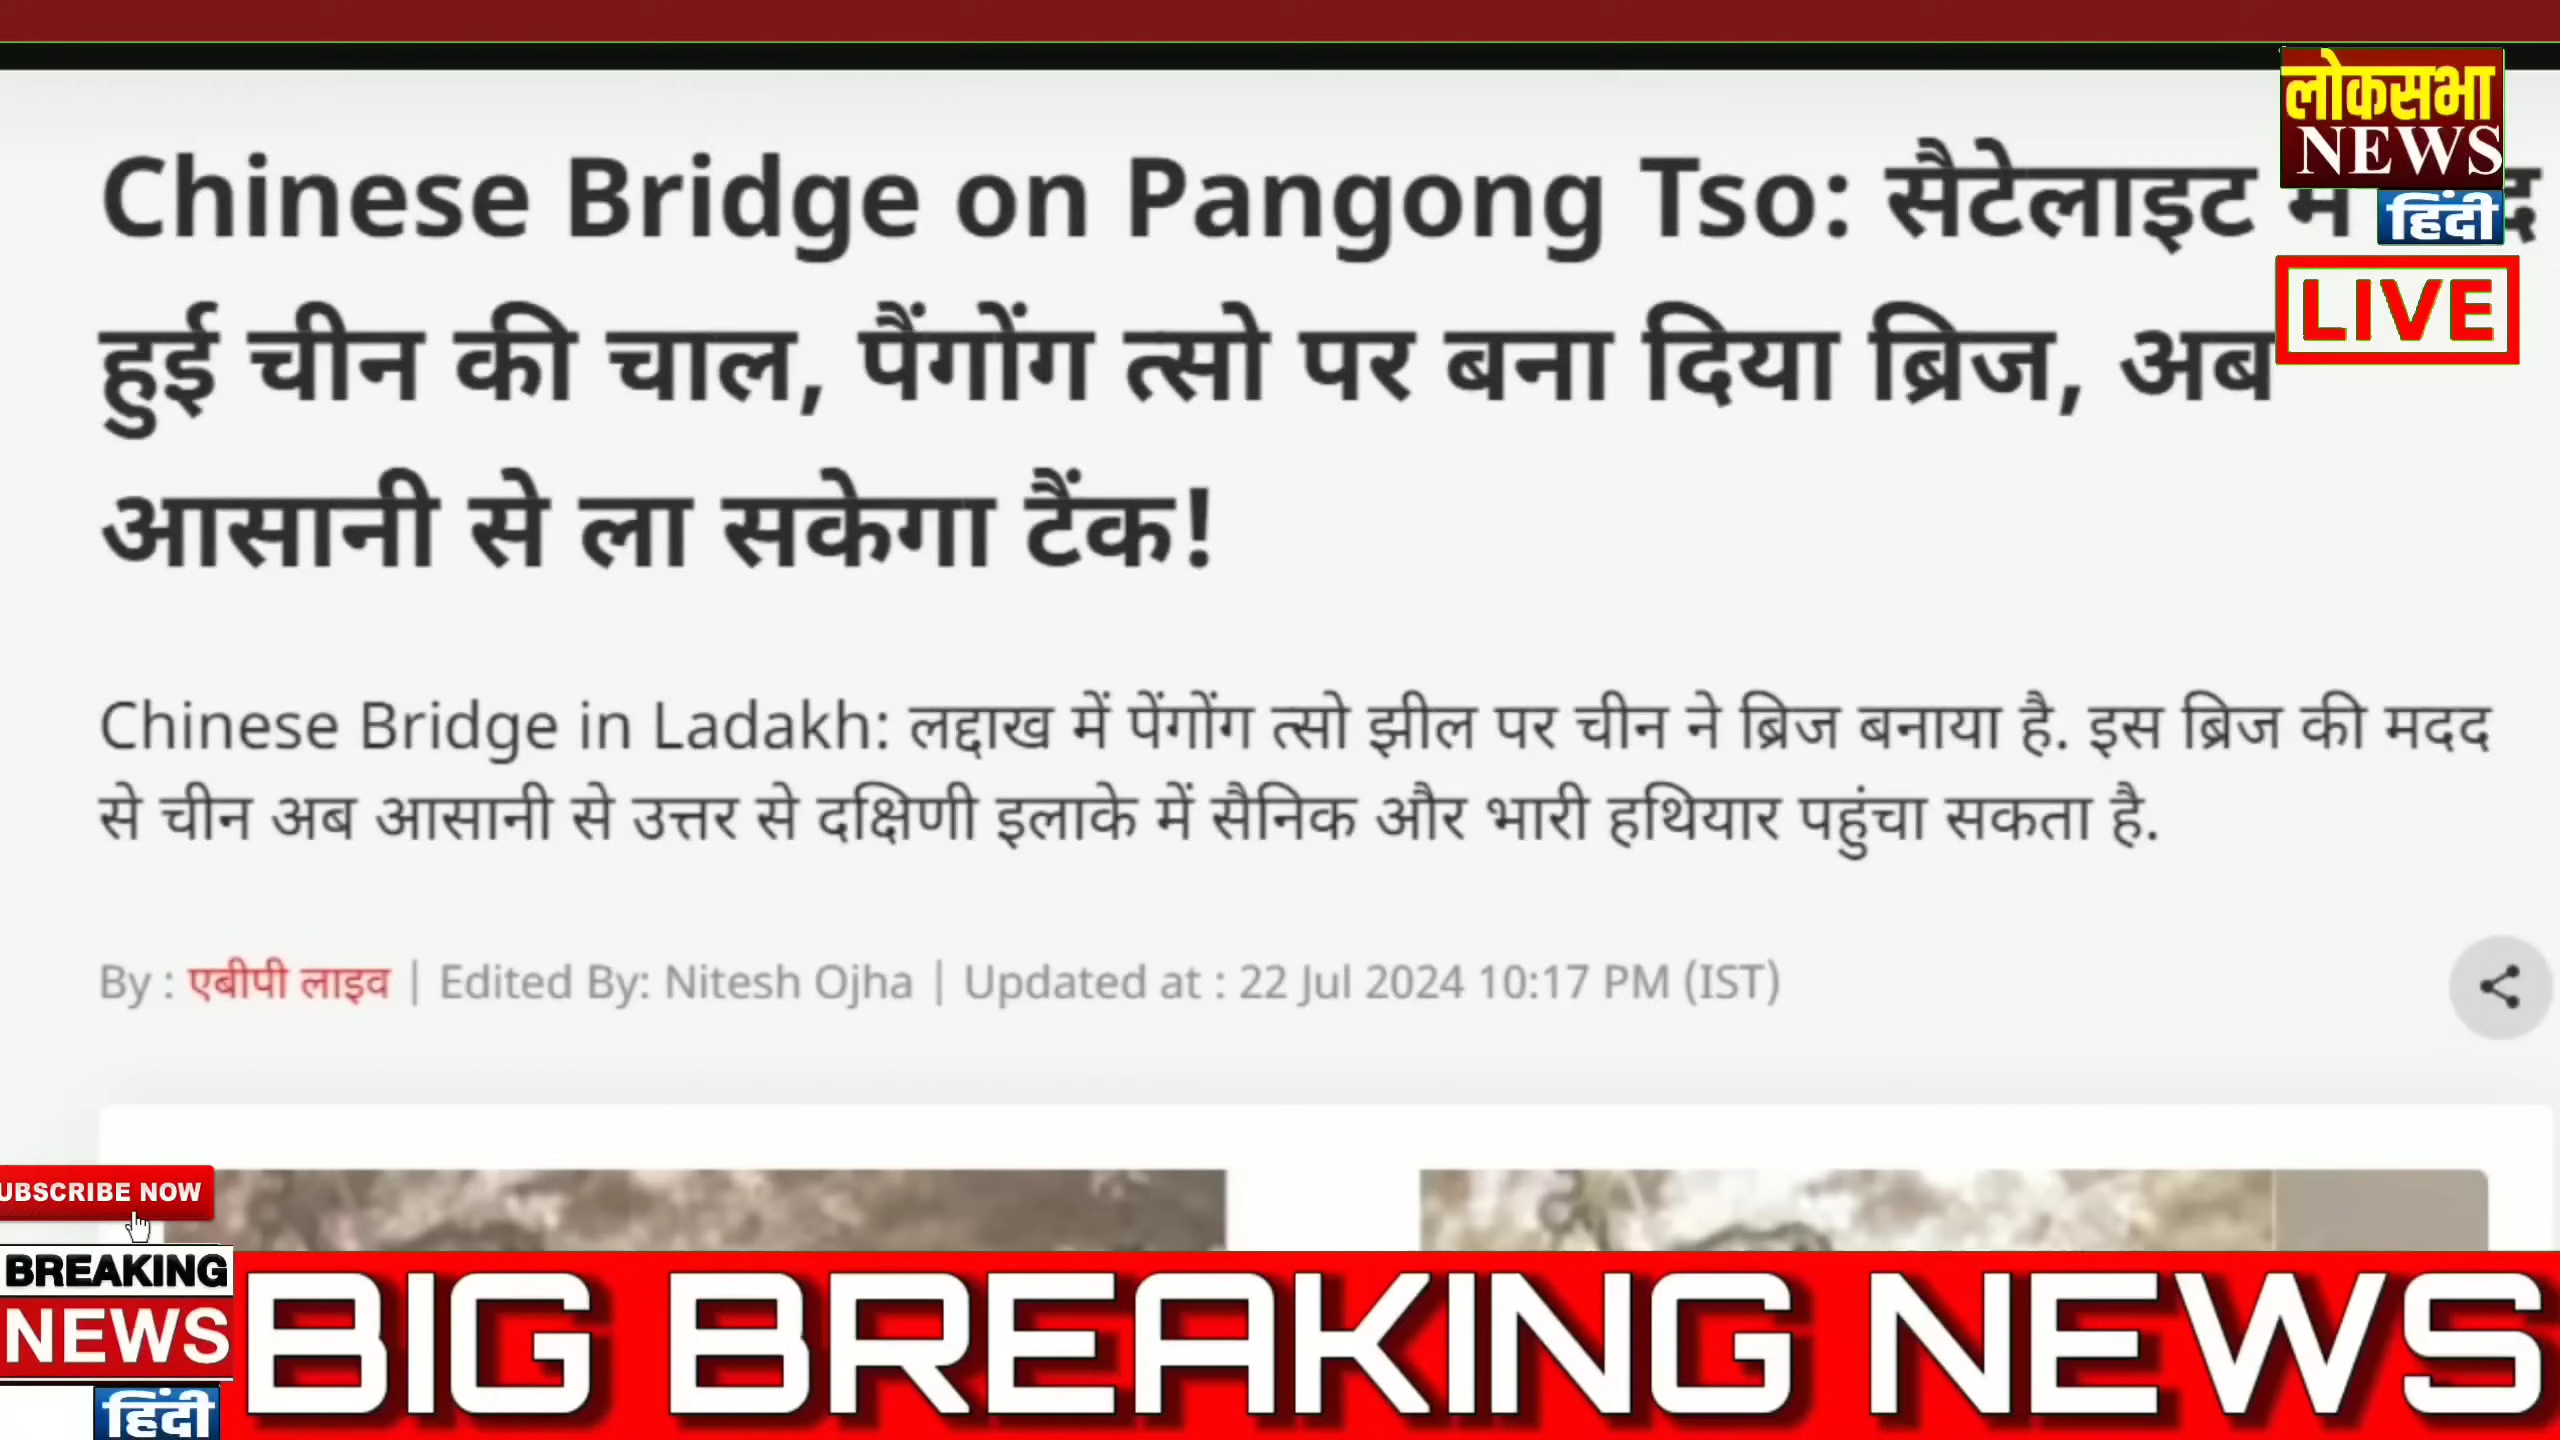 लोकसभा
NEWS
हिंदी
LIVE
Chinese Bridge on Pangong Tso: सैटेलाइट में
हुई चीन की चाल, पैंगोंग त्सो पर बना दिया ब्रिज, अब
आसानी से ला सकेगा टैंक!
Chinese Bridge in Ladakh: लद्दाख में पेंगोंग त्सो झील पर चीन ने ब्रिज बनाया है. इस ब्रिज की मदद
से चीन अब आसानी से उत्तर से दक्षिणी इलाके में सैनिक और भारी हथियार पहुंचा सकता है.
By : एबीपी लाइव | Edited By: Nitesh Ojha | Updated at : 22 Jul 2024 10:17 PM (IST)
UBSCRIBE NOW
BREAKING
NEWS
हिंदी
BIG BREAKING NEWS